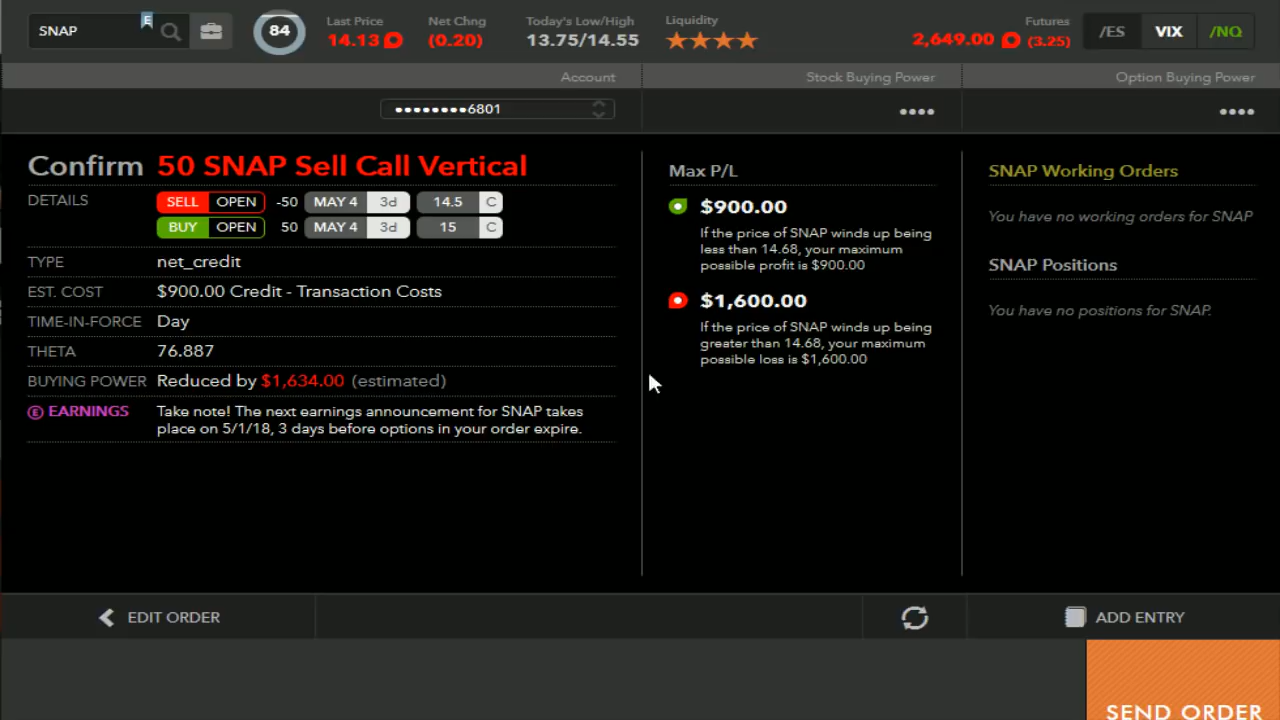 SNAP
E
84
Last Price
14.13
Net Chng
(0.20)
Today's Low/High
13.75/14.55
Liquidity
Futures
2,649.00 (3.25)
/ES VIX /NQ
Account Stock Buying Power Option Buying Power
••••••••6801 •••• ••••
Confirm 50 SNAP Sell Call Vertical
DETAILS SELL OPEN -50 MAY 4 3d 14.5 C
BUY OPEN 50 MAY 4 3d 15 C
TYPE net_credit
EST. COST $900.00 Credit - Transaction Costs
TIME-IN-FORCE Day
THETA 76.887
BUYING POWER Reduced by $1,634.00 (estimated)
E EARNINGS Take note! The next earnings announcement for SNAP takes
place on 5/1/18, 3 days before options in your order expire.
Max P/L
$900.00
If the price of SNAP winds up being
less than 14.68, your maximum
possible profit is $900.00
$1,600.00
If the price of SNAP winds up being
greater than 14.68, your maximum
possible loss is $1,600.00
SNAP Working Orders
You have no working orders for SNAP
SNAP Positions
You have no positions for SNAP.
EDIT ORDER
ADD ENTRY
SEND ORDER